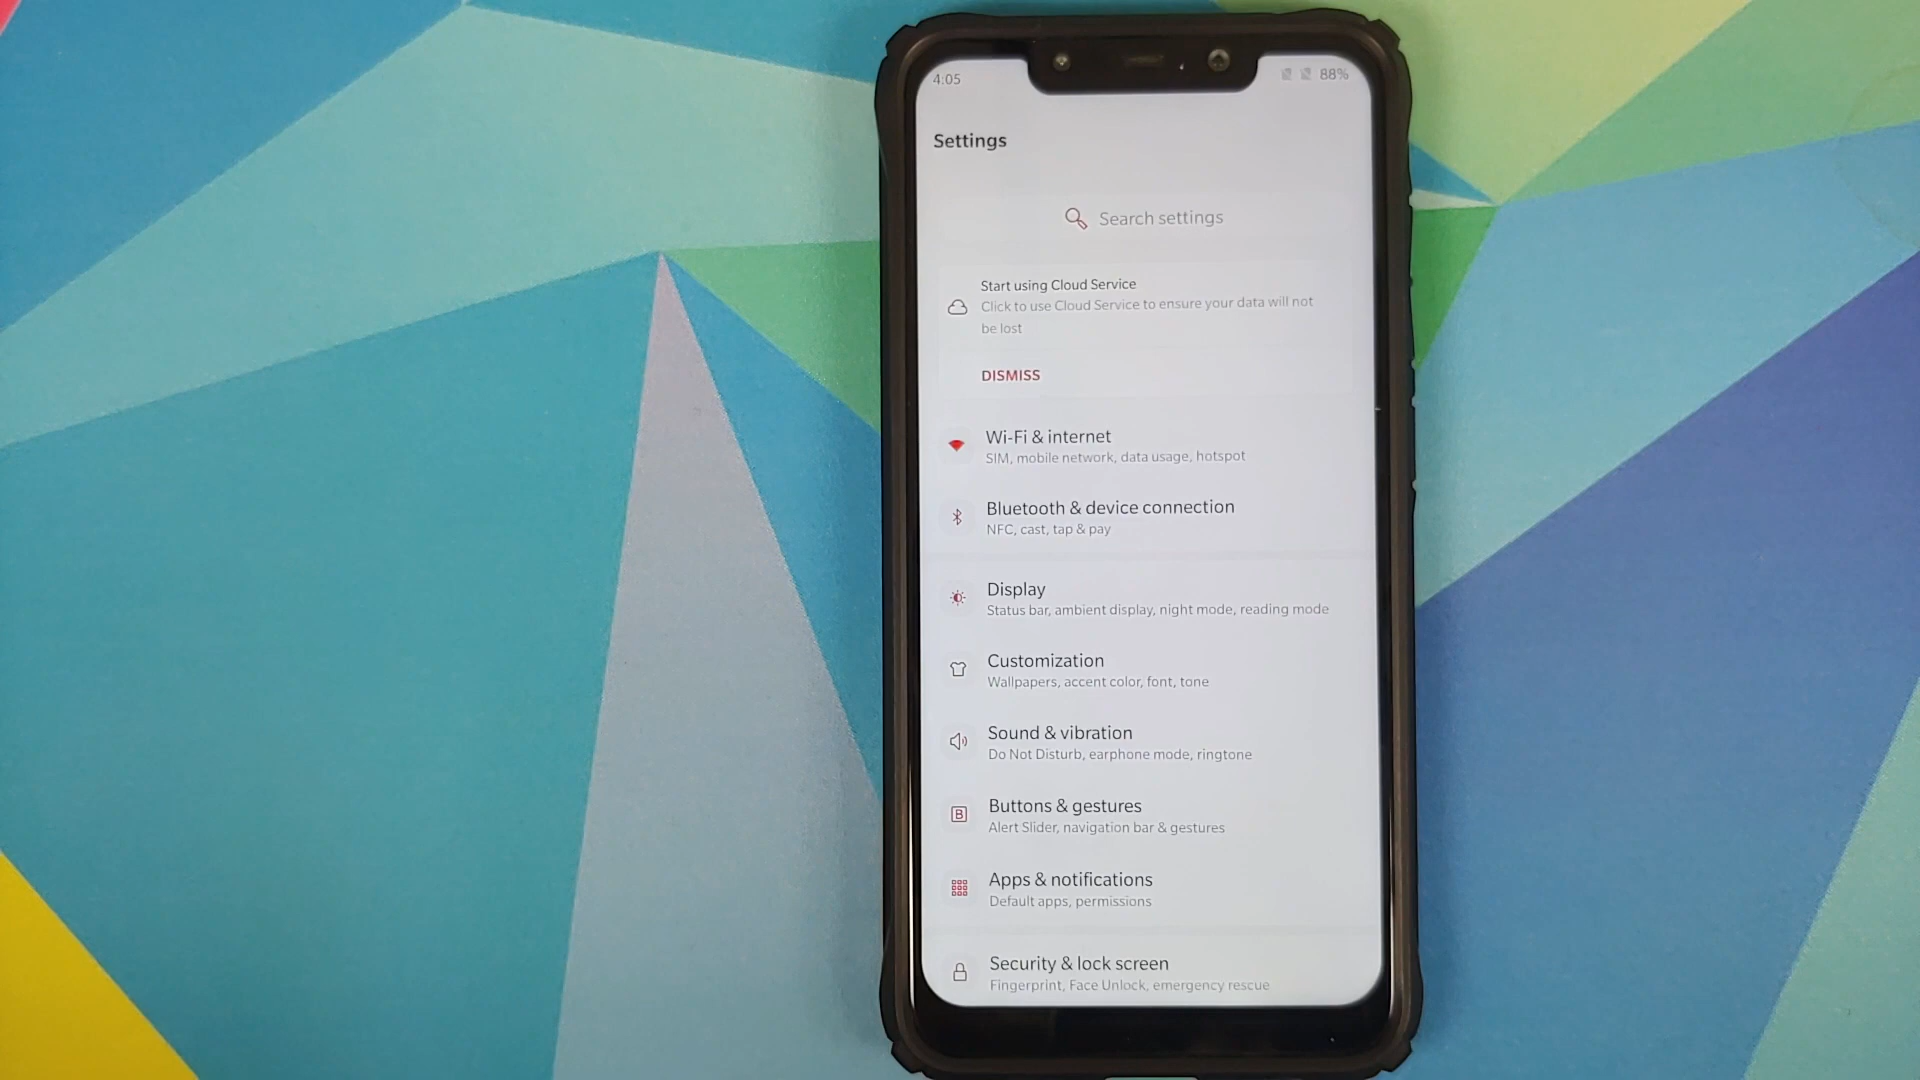 4:05
88%
Settings
Search settings
Start using Cloud Service
Click to use Cloud Service to ensure your data will not
be lost
DISMISS
Wi-Fi & internet
SIM, mobile network, data usage, hotspot
Bluetooth & device connection
NFC, cast, tap & pay
Display
Status bar, ambient display, night mode, reading mode
Customization
Wallpapers, accent color, font, tone
Sound & vibration
Do Not Disturb, earphone mode, ringtone
B
Buttons & gestures
Alert Slider, navigation bar & gestures
Apps & notifications
Default apps, permissions
Security & lock screen
Fingerprint, Face Unlock, emergency rescue